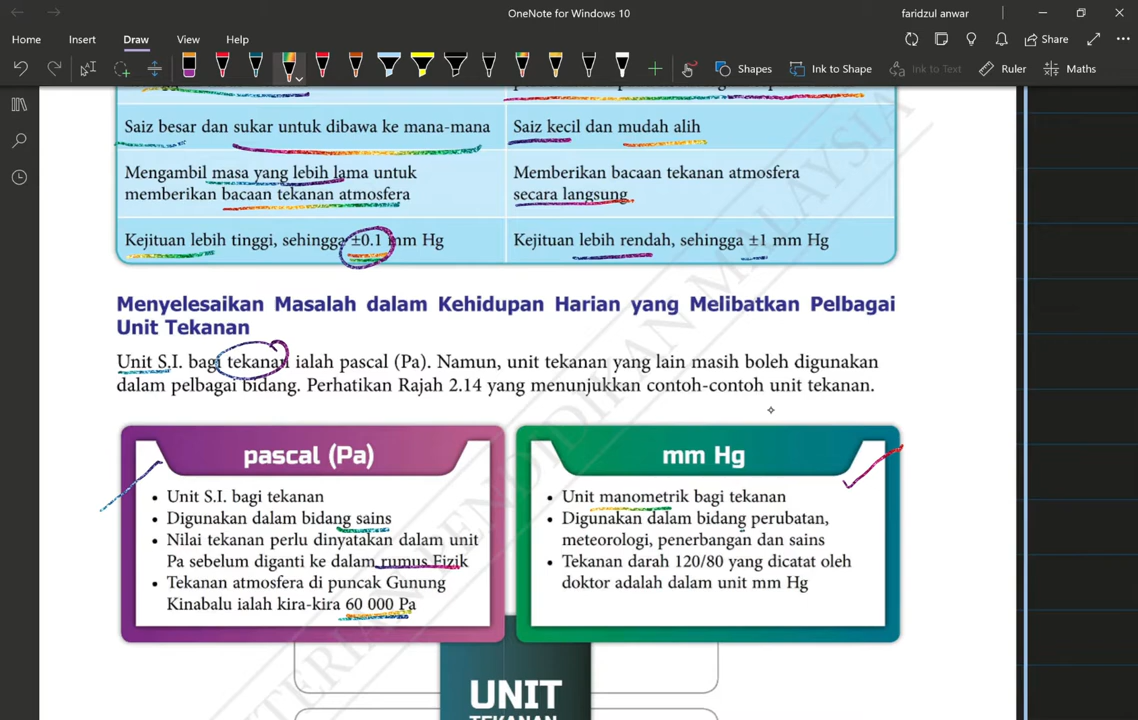 OneNote for Windows 10
faridzul anwar
Home
Insert
Draw
View
Help
Share
Shapes
Ink to Shape
Ink to Text
Ruler
Maths
Saiz besar dan sukar untuk dibawa ke mana-mana
Saiz kecil dan mudah alih
Mengambil masa yang lebih lama untuk
memberikan bacaan tekanan atmosfera
Memberikan bacaan tekanan atmosfera
secara langsung
Kejituan lebih tinggi, sehingga ±0.1 mm Hg
Kejituan lebih rendah, sehingga ±1 mm Hg
Menyelesaikan Masalah dalam Kehidupan Harian yang Melibatkan Pelbagai
Unit Tekanan
Unit S.I. bagi tekanan ialah pascal (Pa). Namun, unit tekanan yang lain masih boleh digunakan
dalam pelbagai bidang. Perhatikan Rajah 2.14 yang menunjukkan contoh-contoh unit tekanan.
pascal (Pa)
• Unit S.I. bagi tekanan
• Digunakan dalam bidang sains
• Nilai tekanan perlu dinyatakan dalam unit
Pa sebelum diganti ke dalam rumus Fizik
• Tekanan atmosfera di puncak Gunung
Kinabalu ialah kira-kira 60 000 Pa
mm Hg
• Unit manometrik bagi tekanan
• Digunakan dalam bidang perubatan,
meteorologi, penerbangan dan sains
• Tekanan darah 120/80 yang dicatat oleh
doktor adalah dalam unit mm Hg
UNIT
TEKANAN
KEMENTERIAN PENDIDIKAN MALAYSIA